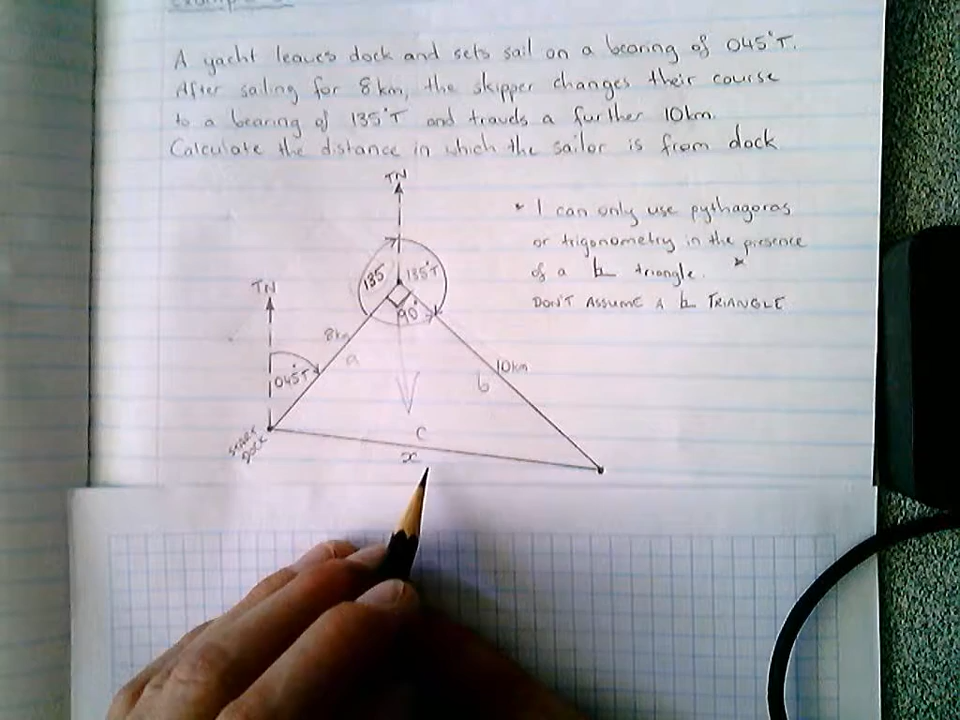 A yacht leaves dock and sets sail on a bearing of 045°T.
After sailing for 8km, the skipper changes their course
to a bearing of 135°T and travels a further 10km.
Calculate the distance in which the sailor is from dock
TN
* I can only use pythagoras
or trigonometry in the presence
of a triangle. *
DON'T ASSUME A TRIANGLE
135
135°T
90°
TN
8km
a
045°T
10km
b
START
DOCK
c
x